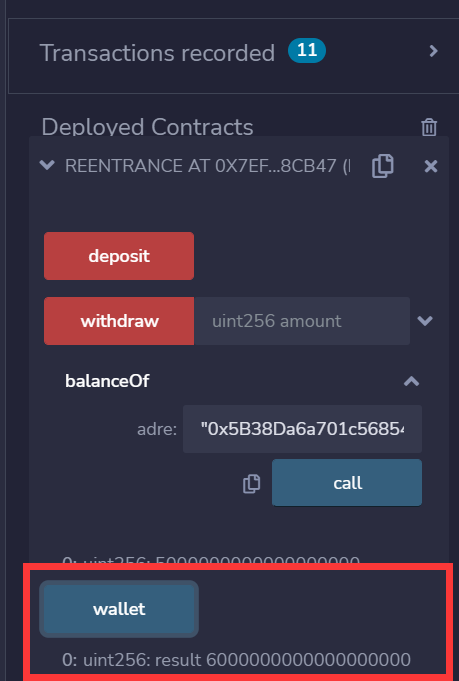 Transactions recorded 11
Deployed Contracts
REENTRANCE AT 0X7EF...8CB47 (
deposit
withdraw uint256 amount
balanceOf
adre: "0x5B38Da6a701c5685
call
0: uint256: 5000000000000000000
wallet
0: uint256: result 6000000000000000000